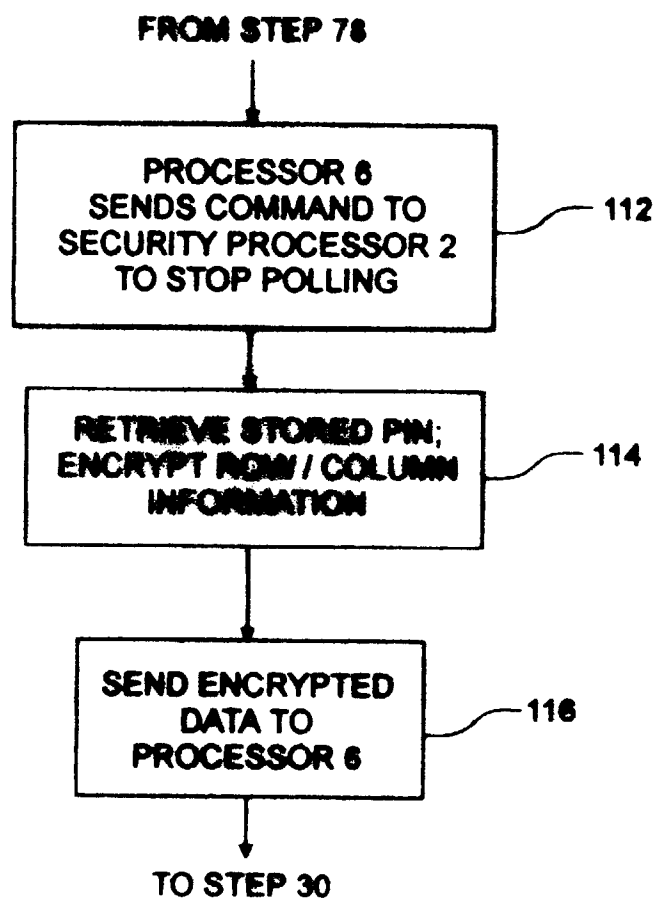 FROM STEP 78
PROCESSOR 6
SENDS COMMAND TO
SECURITY PROCESSOR 2
TO STOP POLLING
112
RETRIEVE STORED PIN;
ENCRYPT ROW / COLUMN
INFORMATION
114
SEND ENCRYPTED
DATA TO
PROCESSOR 6
116
TO STEP 30